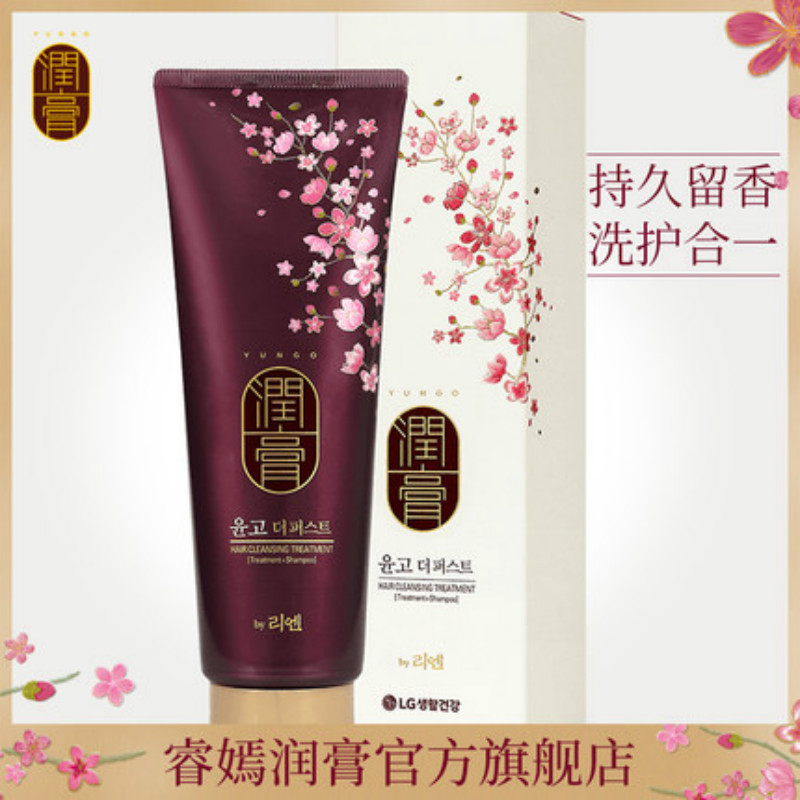 YUNGO
潤膏
持久留香
洗护合一
YUNGO
潤膏
윤고 더퍼스트
HAIR CLEANSING TREATMENT
[Treatment+Shampoo]
by 리엔
YUNGO
潤膏
윤고 더퍼스트
HAIR CLEANSING TREATMENT
[Treatment+Shampoo]
by 리엔
LG생활건강
睿嫣润膏官方旗舰店